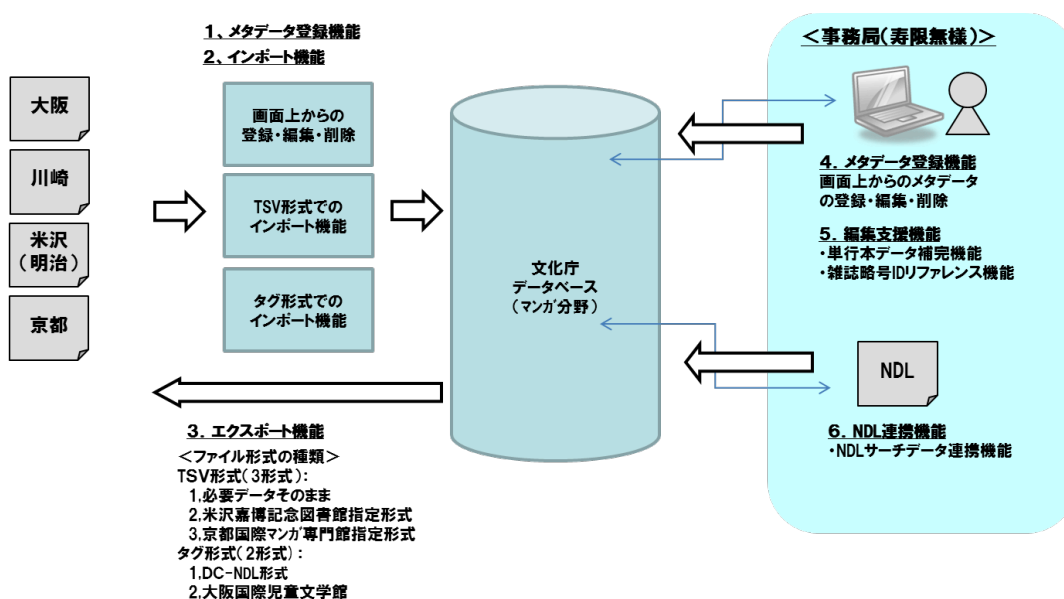 1、メタデータ登録機能
2、インポート機能
大阪
川崎
米沢
（明治）
京都
画面上からの
登録・編集・削除
TSV形式での
インポート機能
タグ形式での
インポート機能
文化庁
データベース
（マンガ分野）
3．エクスポート機能
＜ファイル形式の種類＞
TSV形式（3形式）：
1,必要データそのまま
2,米沢嘉博記念図書館指定形式
3,京都国際マンガ専門館指定形式
タグ形式（2形式）：
1,DC-NDL形式
2,大阪国際児童文学館
＜事務局（寿限無様）＞
4．メタデータ登録機能
画面上からのメタデータ
の登録・編集・削除
5．編集支援機能
・単行本データ補完機能
・雑誌略号IDリファレンス機能
NDL
6．NDL連携機能
・NDLサーチデータ連携機能